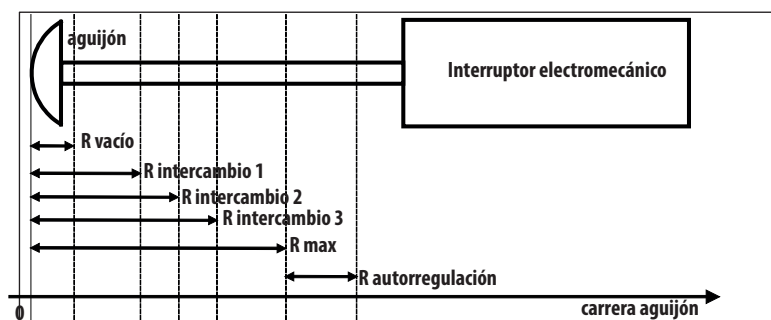 aguijón
Interruptor electromecánico
R vacío
R intercambio 1
R intercambio 2
R intercambio 3
R max
R autorregulación
0
carrera aguijón